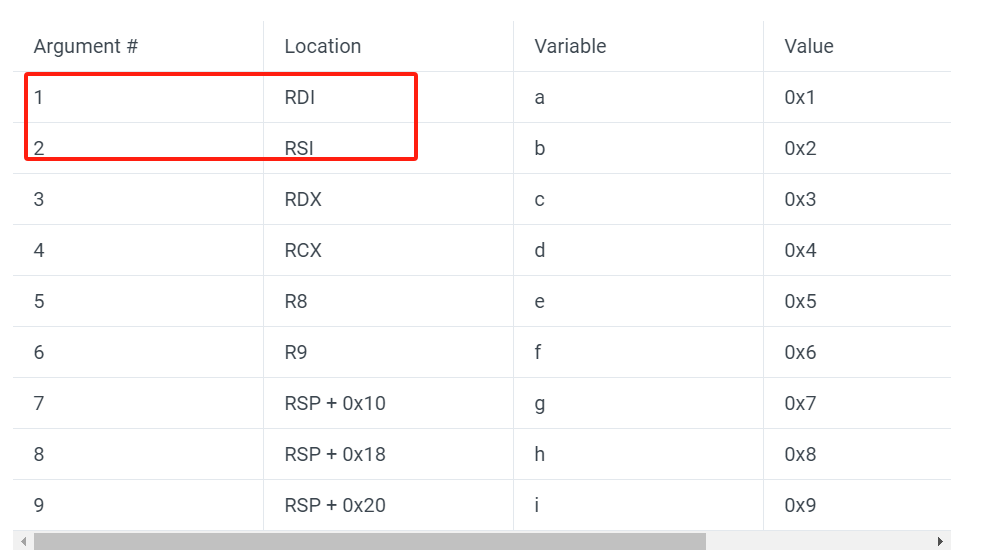 Argument # Location Variable Value
1 RDI a 0x1
2 RSI b 0x2
3 RDX c 0x3
4 RCX d 0x4
5 R8 e 0x5
6 R9 f 0x6
7 RSP + 0x10 g 0x7
8 RSP + 0x18 h 0x8
9 RSP + 0x20 i 0x9